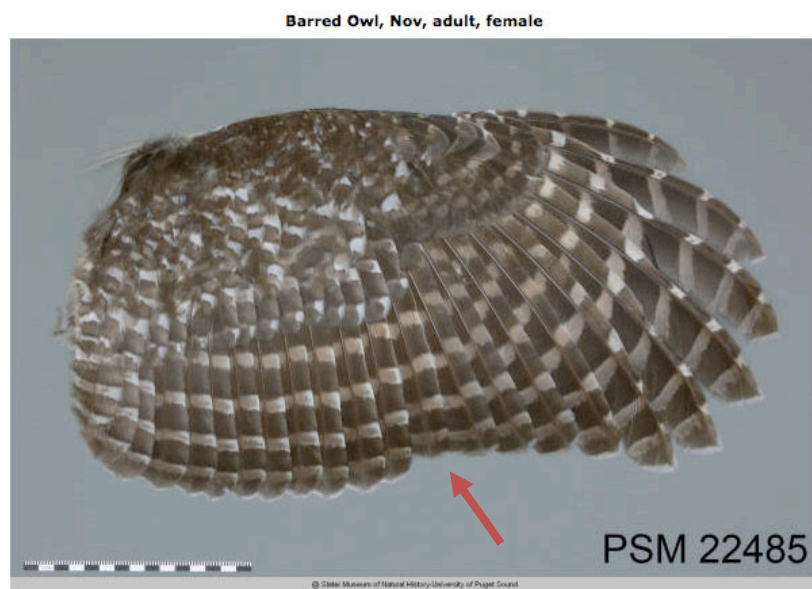 Barred Owl, Nov, adult, female
PSM 22485
@ Slater Museum of Natural History-University of Puget Sound